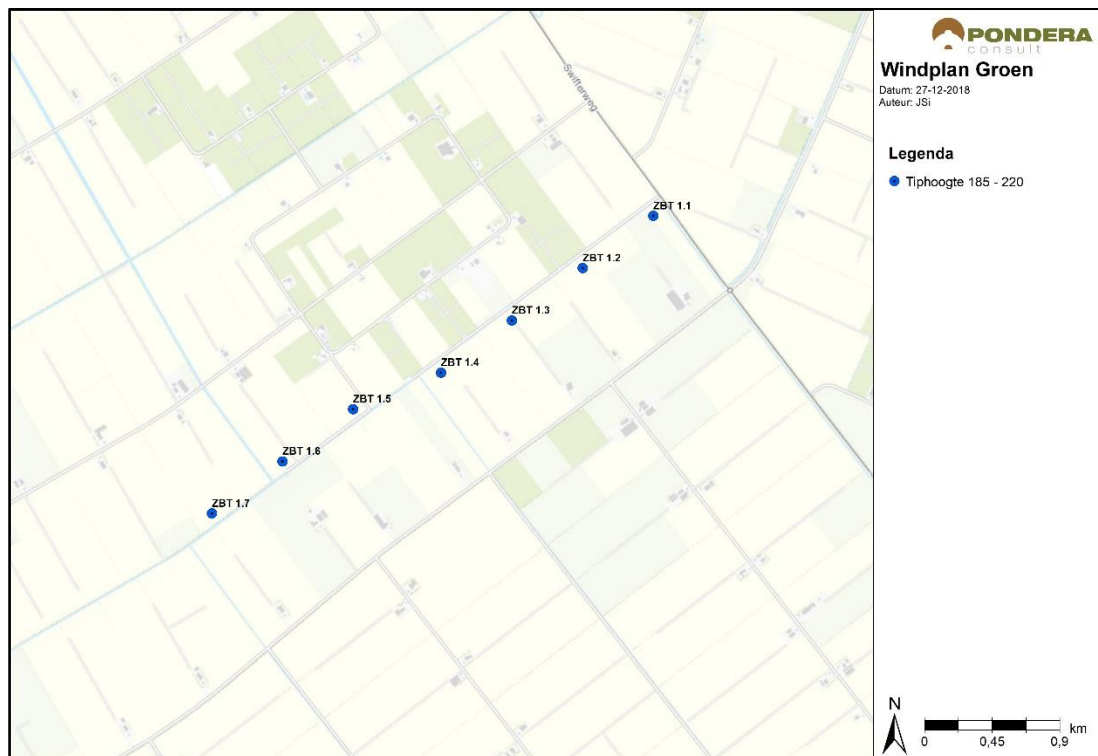 PONDERA
consult
Windplan Groen
Datum: 27-12-2018
Auteur: JSi
Legenda
Tiphoogte 185 - 220
Swifterweg
ZBT 1.1
ZBT 1.2
ZBT 1.3
ZBT 1.4
ZBT 1.5
ZBT 1.6
ZBT 1.7
N
0 0,45 0,9 km